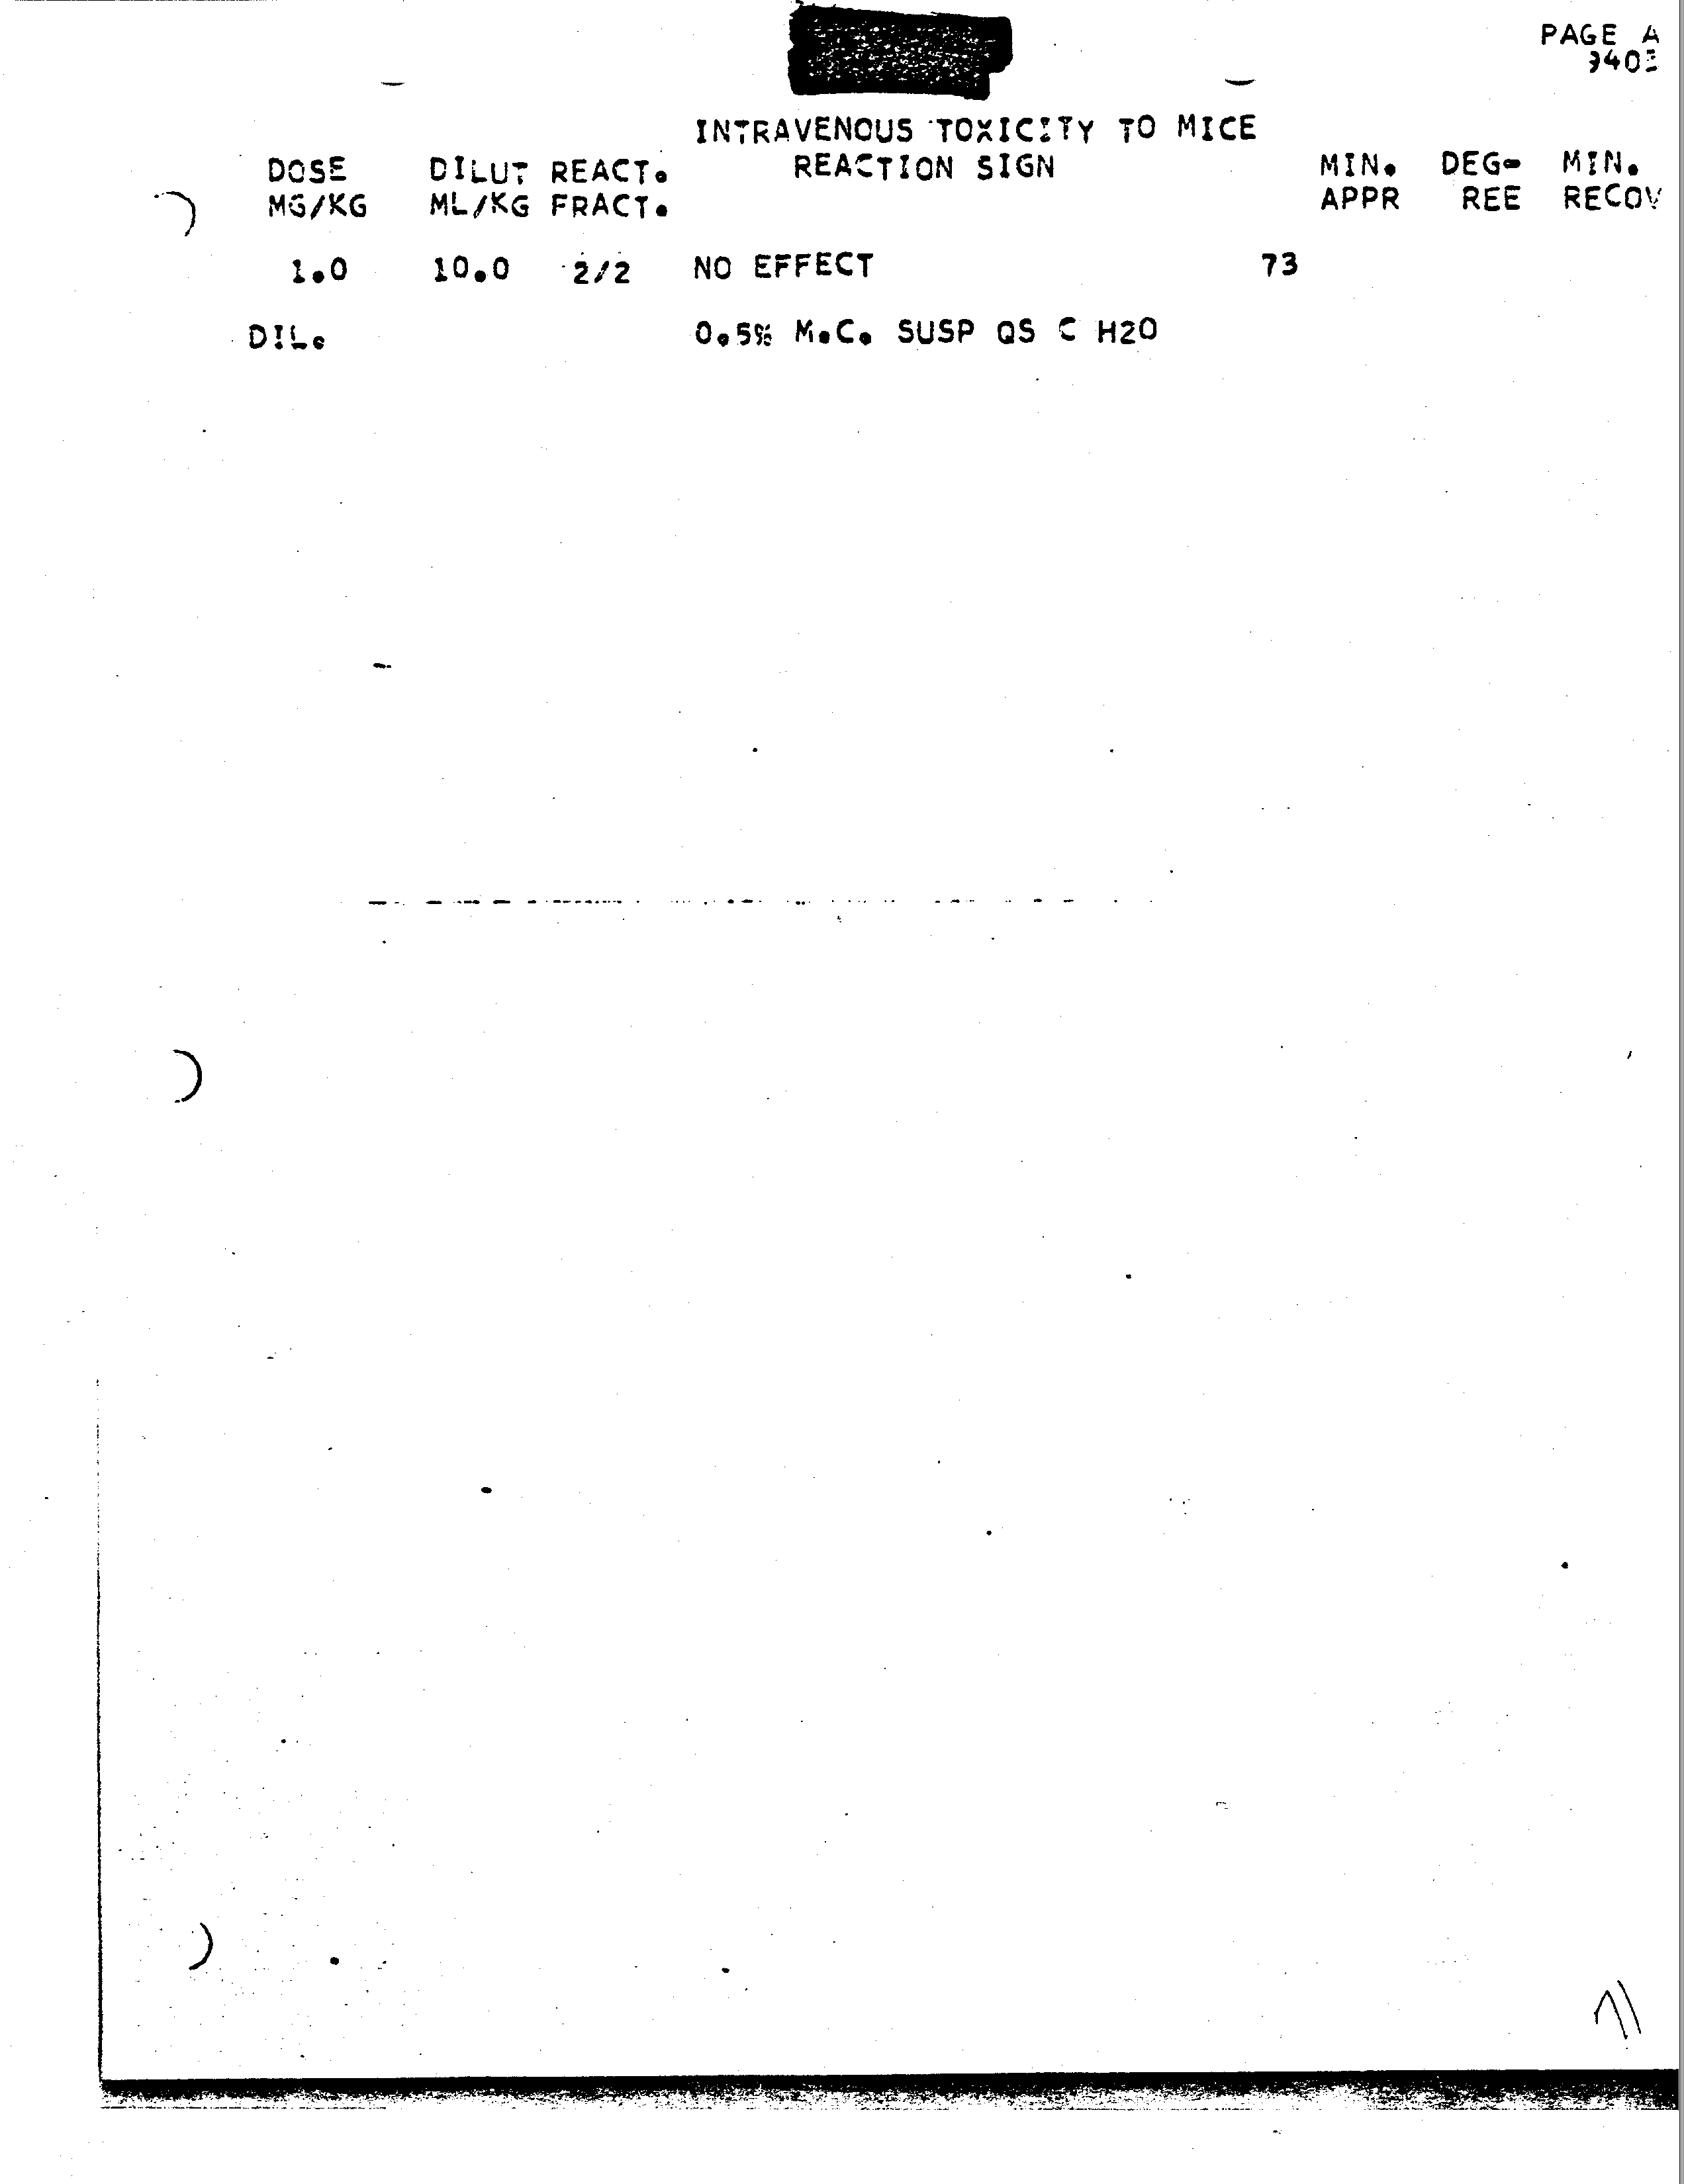 PAGE A
INTRAVENOUS TOXICITY TO MICE
DOSE DILUT REACT. REACTION SIGN MIN. DEG- MIN.
MG/KG ML/KG FRACT. APPR REE RECOV
1.0 10.0 2/2 NO EFFECT 73
DIL. 0.5% M.C. SUSP QS C H2O